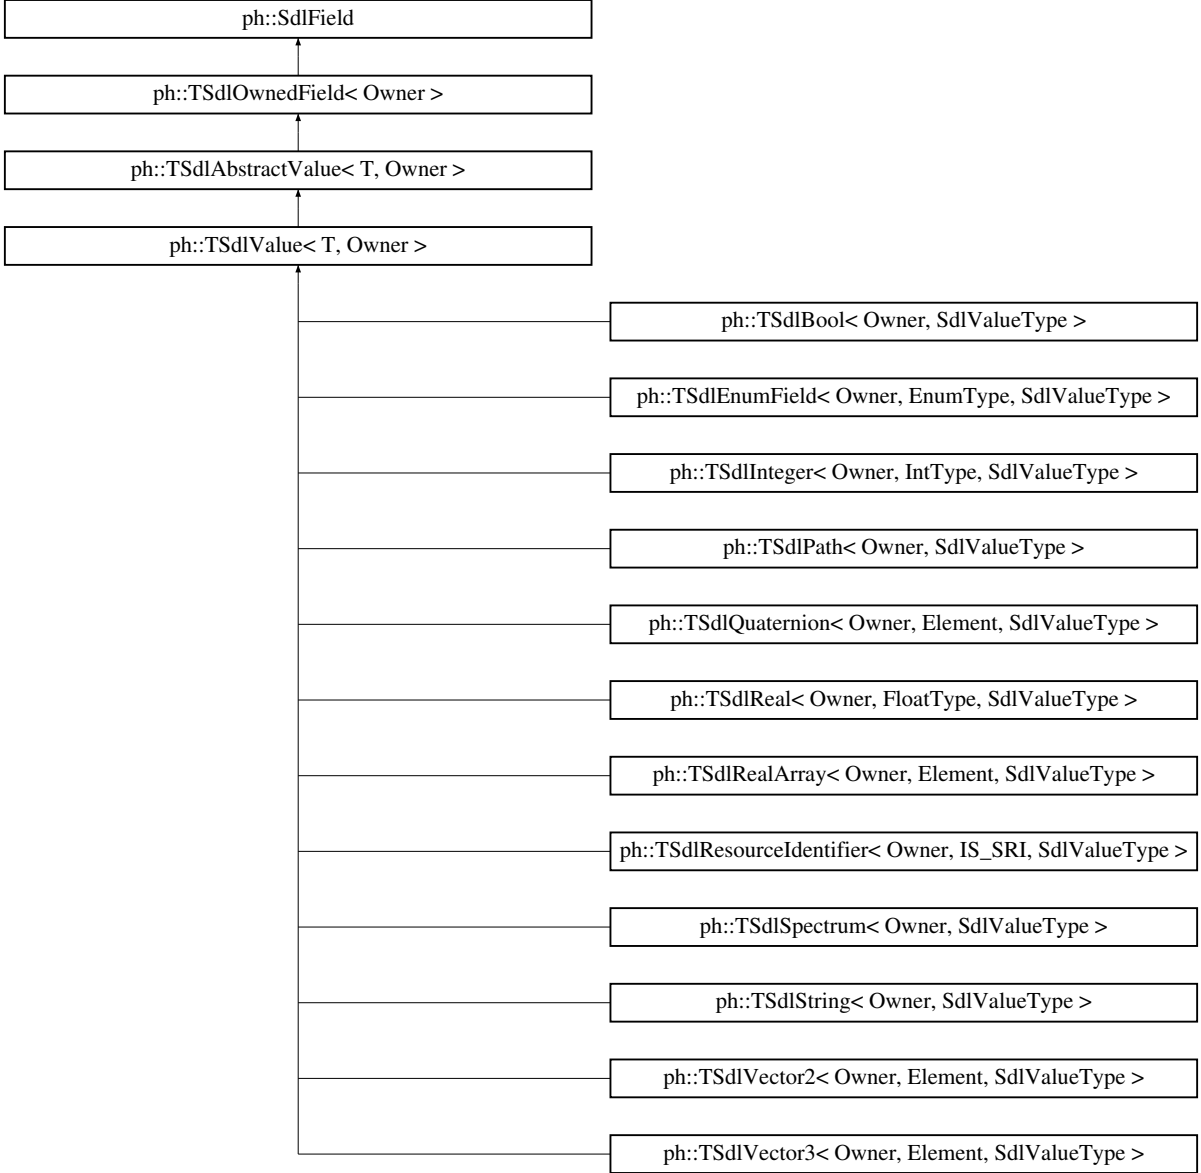 ph::SdlField
ph::TSdlOwnedField< Owner >
ph::TSdlAbstractValue< T, Owner >
ph::TSdlValue< T, Owner >
ph::TSdlBool< Owner, SdlValueType >
ph::TSdlEnumField< Owner, EnumType, SdlValueType >
ph::TSdlInteger< Owner, IntType, SdlValueType >
ph::TSdlPath< Owner, SdlValueType >
ph::TSdlQuaternion< Owner, Element, SdlValueType >
ph::TSdlReal< Owner, FloatType, SdlValueType >
ph::TSdlRealArray< Owner, Element, SdlValueType >
ph::TSdlResourceIdentifier< Owner, IS_SRI, SdlValueType >
ph::TSdlSpectrum< Owner, SdlValueType >
ph::TSdlString< Owner, SdlValueType >
ph::TSdlVector2< Owner, Element, SdlValueType >
ph::TSdlVector3< Owner, Element, SdlValueType >